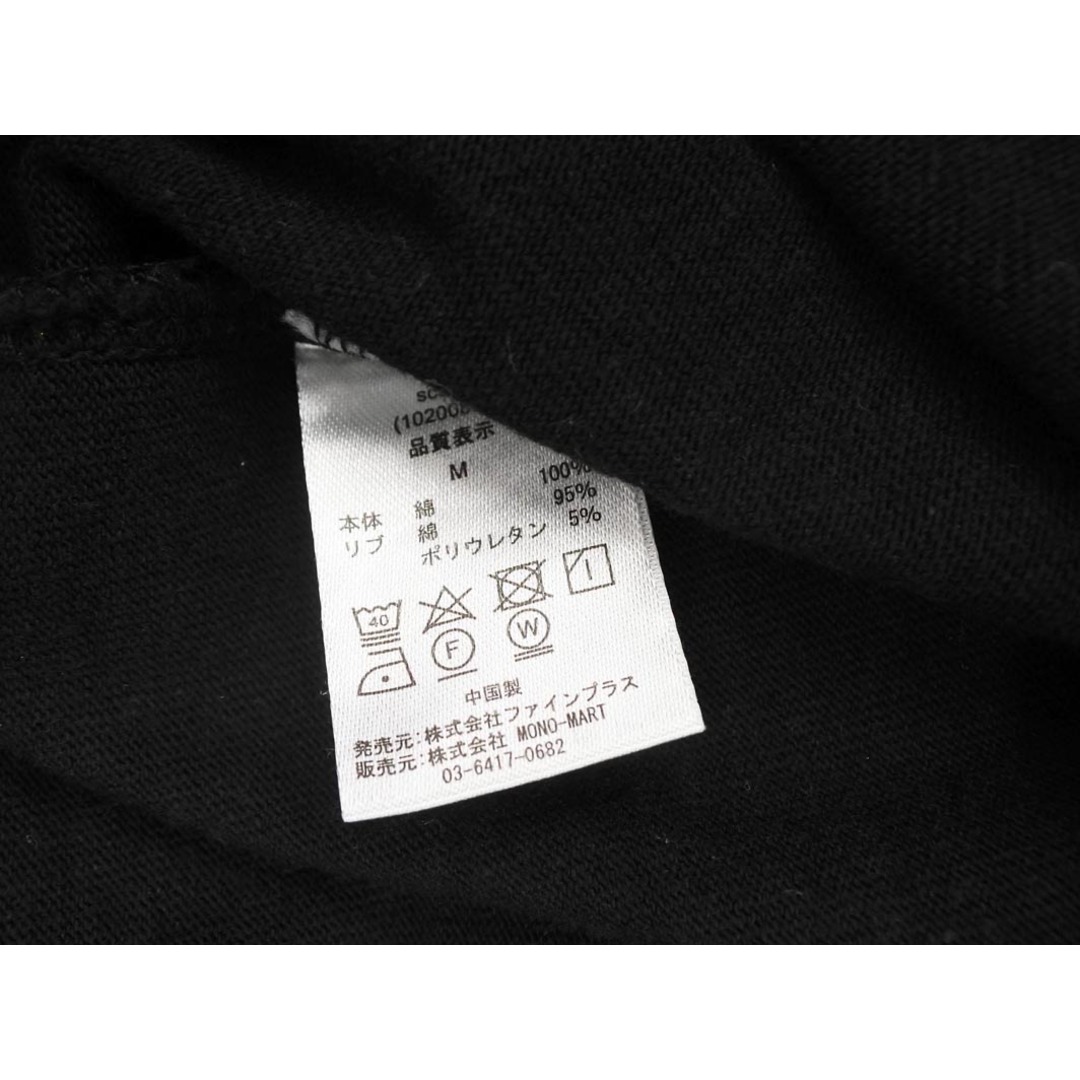 品質表示
M
本体 綿 100%
リブ 綿 95%
ポリウレタン 5%
40
F W
中国製
発売元:株式会社ファインプラス
販売元:株式会社 MONO-MART
03-6417-0682